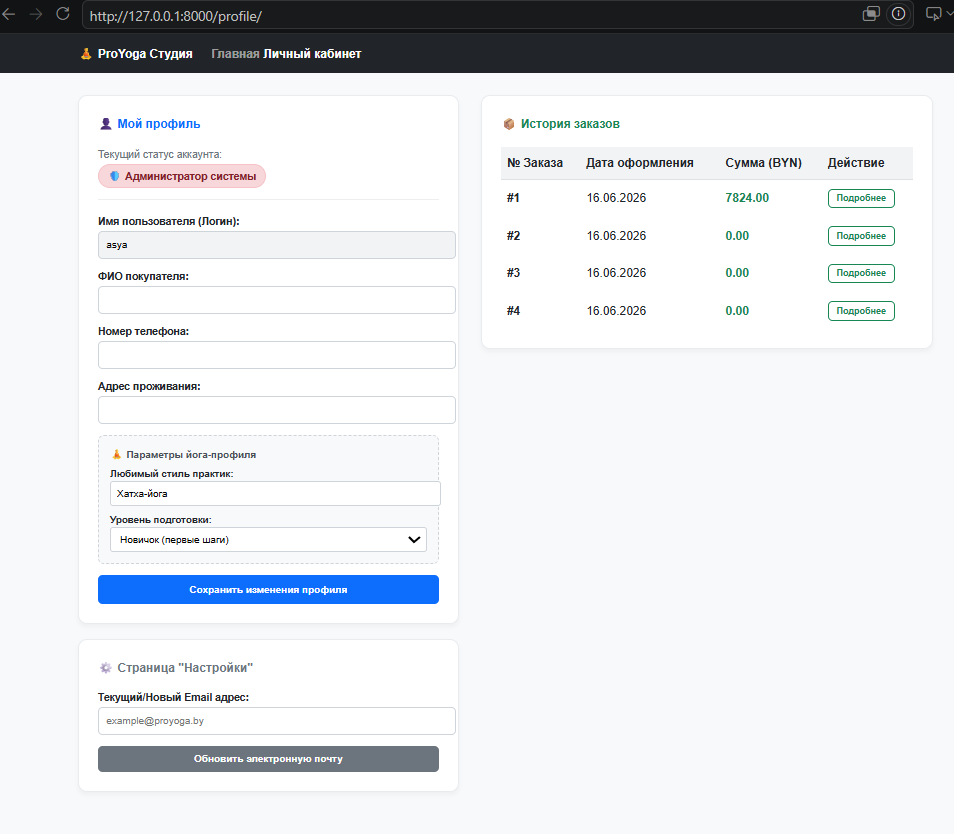 http://127.0.0.1:8000/profile/
ProYoga Студия Главная Личный кабинет
Мой профиль
Текущий статус аккаунта:
Администратор системы
Имя пользователя (Логин):
asya
ФИО покупателя:
Номер телефона:
Адрес проживания:
Параметры йога-профиля
Любимый стиль практик:
Хатха-йога
Уровень подготовки:
Новичок (первые шаги)
Сохранить изменения профиля
Страница "Настройки"
Текущий/Новый Email адрес:
example@proyoga.by
Обновить электронную почту
История заказов
№ Заказа Дата оформления Сумма (BYN) Действие
#1 16.06.2026 7824.00 Подробнее
#2 16.06.2026 0.00 Подробнее
#3 16.06.2026 0.00 Подробнее
#4 16.06.2026 0.00 Подробнее